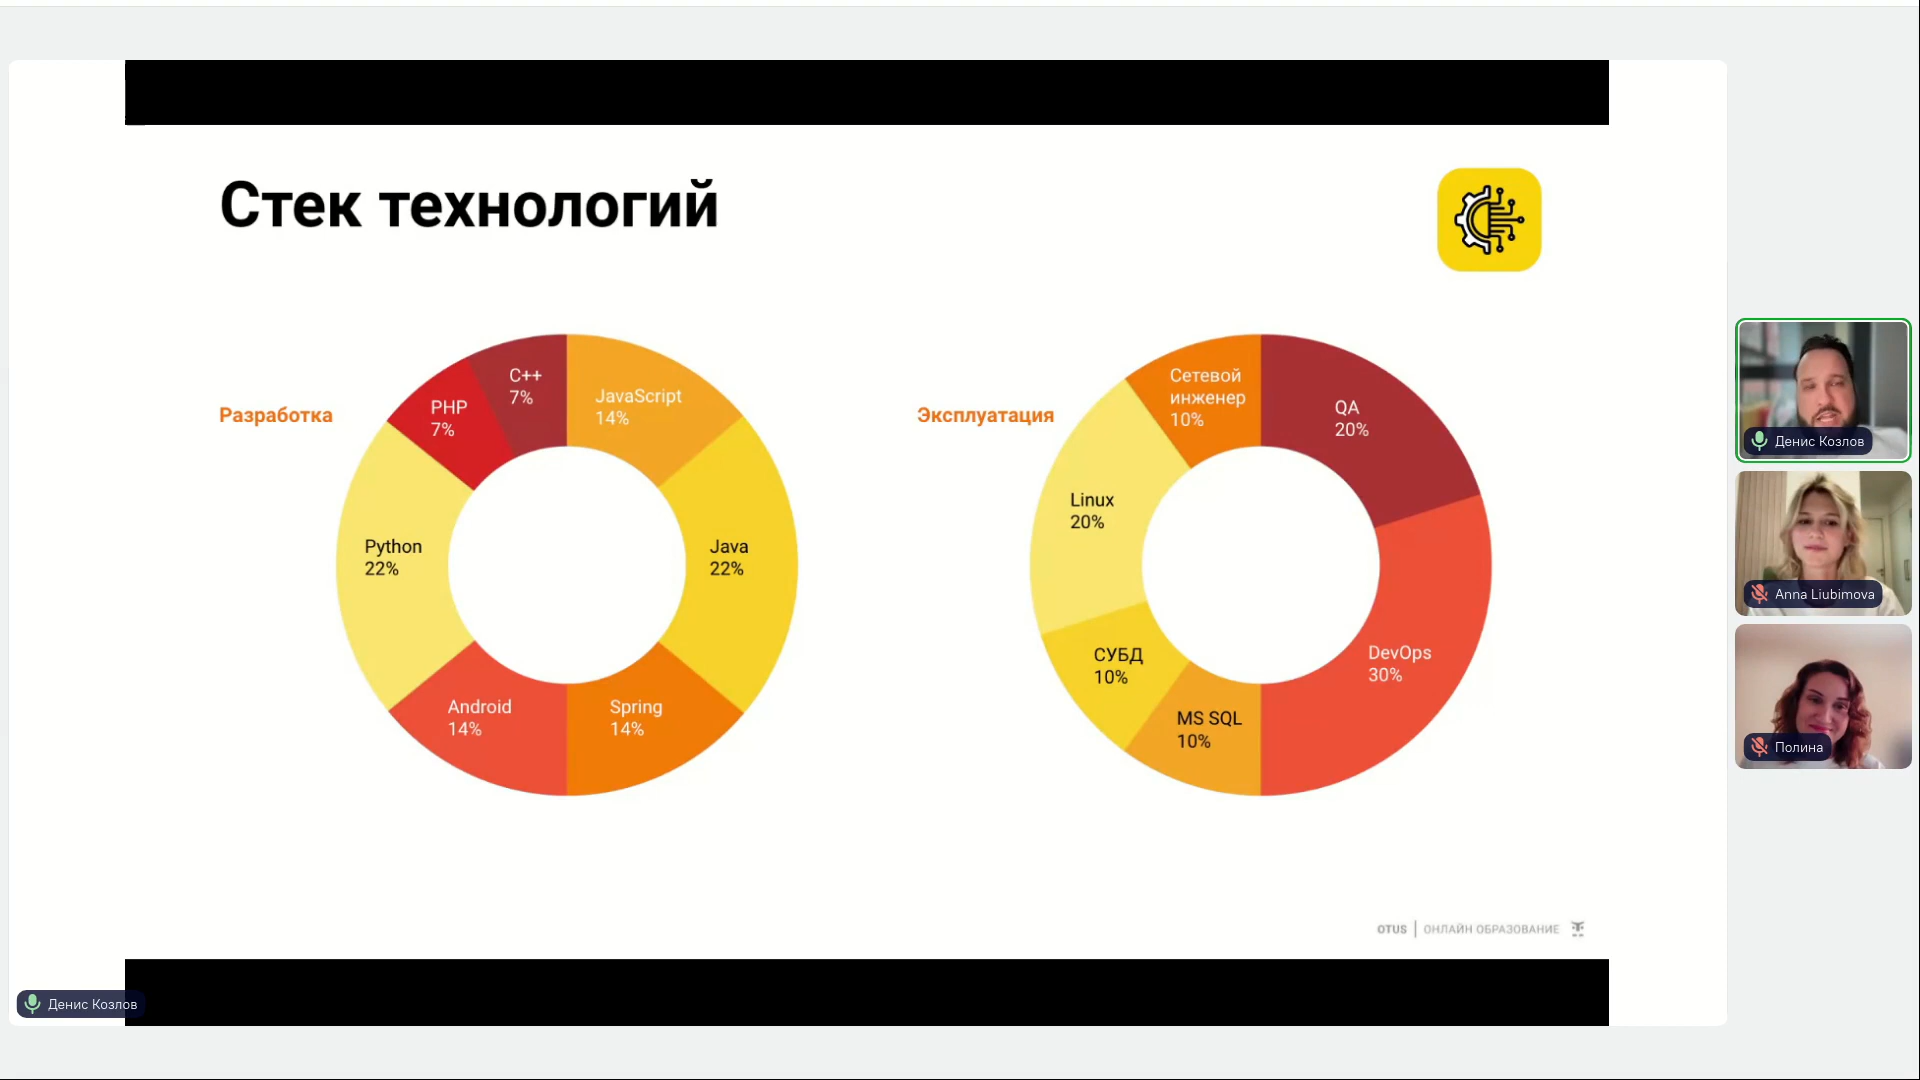 Стек технологий
Разработка
C++
7%
JavaScript
14%
PHP
7%
Python
22%
Java
22%
Android
14%
Spring
14%
Эксплуатация
Сетевой
инженер
10%
QA
20%
Linux
20%
СУБД
10%
DevOps
30%
MS SQL
10%
OTUS | ОНЛАЙН ОБРАЗОВАНИЕ
Денис Козлов
Денис Козлов
Anna Liubimova
Полина